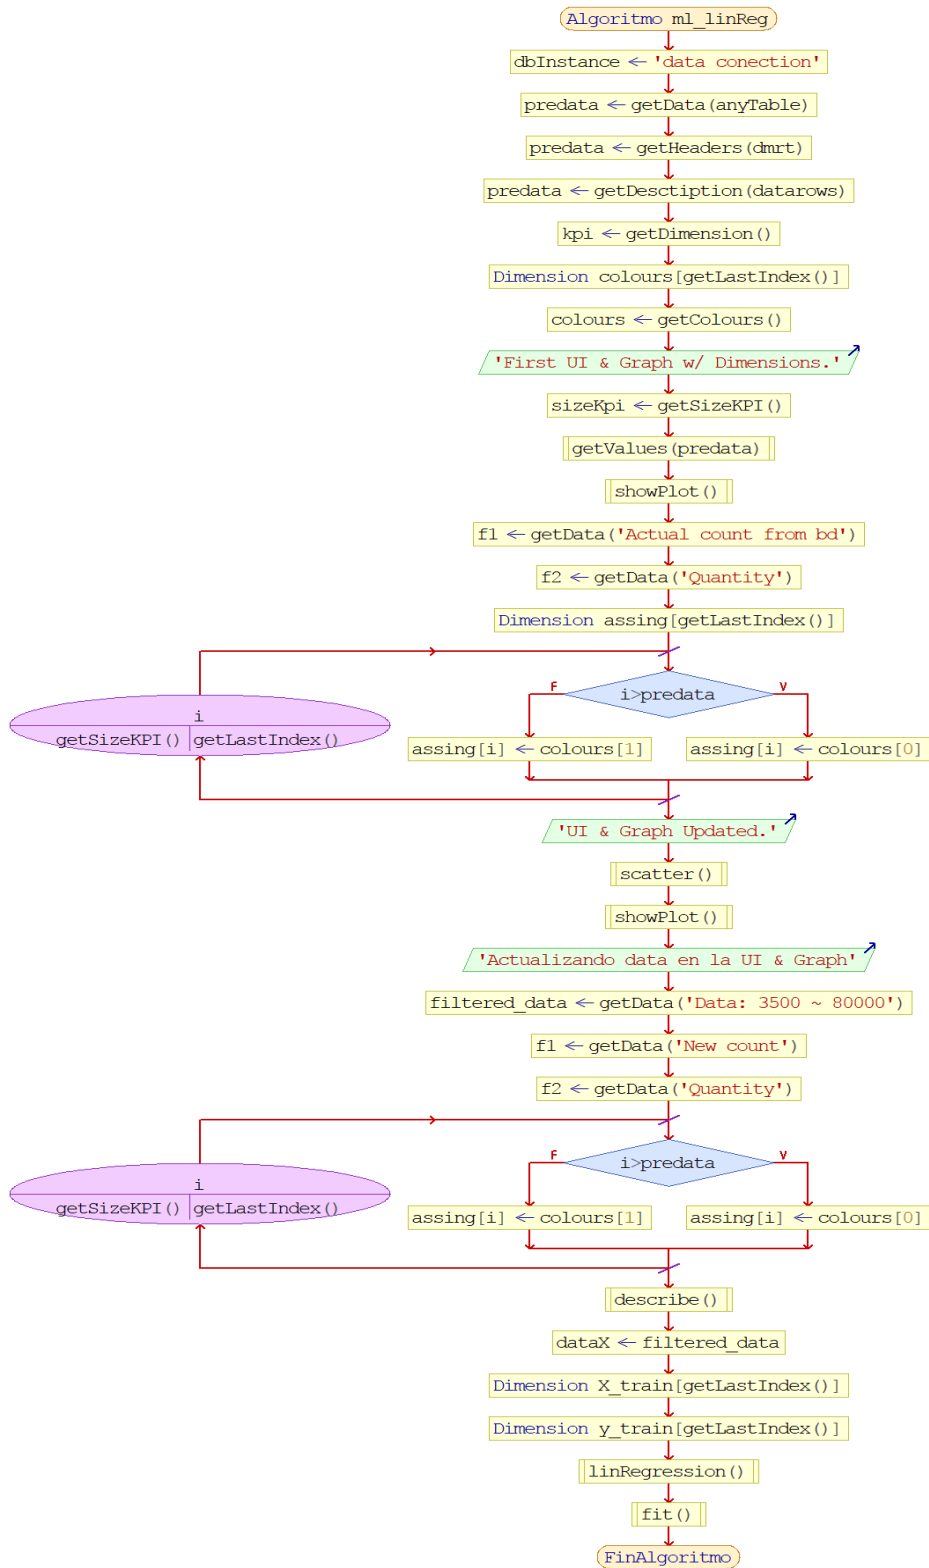 Algoritmo ml_linReg
dbInstance ← 'data conection'
predata ← getData(anyTable)
predata ← getHeaders(dmrt)
predata ← getDesctiption(datarows)
kpi ← getDimension()
Dimension colours[getLastIndex()]
colours ← getColours()
'First UI & Graph w/ Dimensions.'
sizeKpi ← getSizeKPI()
getValues(predata)
showPlot()
f1 ← getData('Actual count from bd')
f2 ← getData('Quantity')
Dimension assing[getLastIndex()]
i
getSizeKPI() getLastIndex()
F
i>predata
V
assing[i] ← colours[1]
assing[i] ← colours[0]
'UI & Graph Updated.'
scatter()
showPlot()
'Actualizando data en la UI & Graph'
filtered_data ← getData('Data: 3500 ~ 80000')
f1 ← getData('New count')
f2 ← getData('Quantity')
i
getSizeKPI() getLastIndex()
F
i>predata
V
assing[i] ← colours[1]
assing[i] ← colours[0]
describe()
dataX ← filtered_data
Dimension X_train[getLastIndex()]
Dimension y_train[getLastIndex()]
linRegression()
fit()
FinAlgoritmo